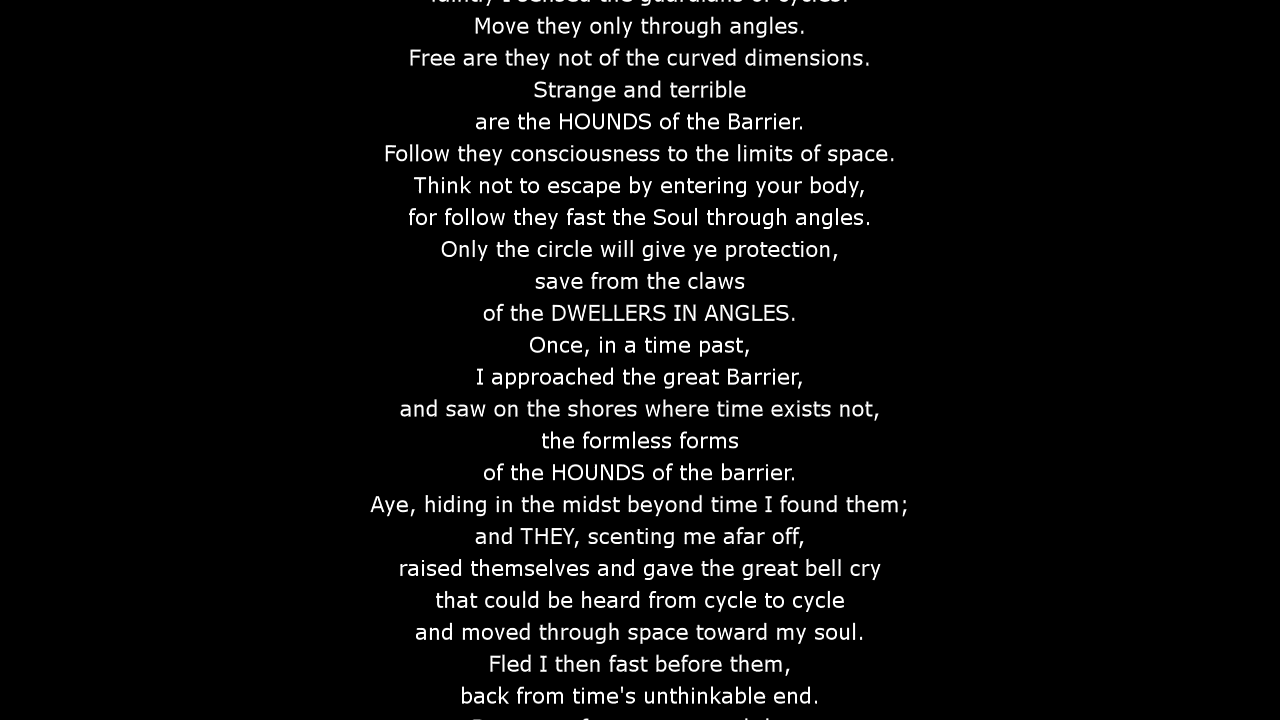 faintly I sensed the guardians of cycles.
Move they only through angles.
Free are they not of the curved dimensions.
Strange and terrible
are the HOUNDS of the Barrier.
Follow they consciousness to the limits of space.
Think not to escape by entering your body,
for follow they fast the Soul through angles.
Only the circle will give ye protection,
save from the claws
of the DWELLERS IN ANGLES.
Once, in a time past,
I approached the great Barrier,
and saw on the shores where time exists not,
the formless forms
of the HOUNDS of the barrier.
Aye, hiding in the midst beyond time I found them;
and THEY, scenting me afar off,
raised themselves and gave the great bell cry
that could be heard from cycle to cycle
and moved through space toward my soul.
Fled I then fast before them,
back from time's unthinkable end.